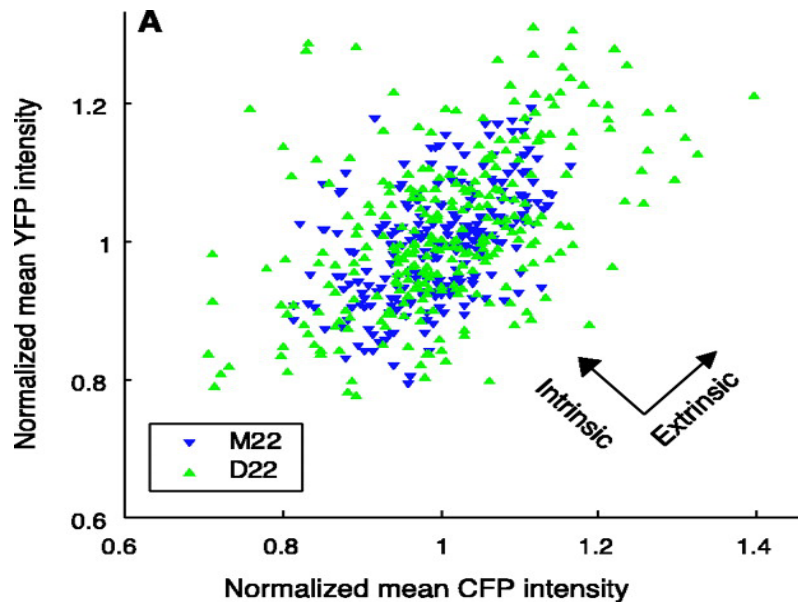 A
Normalized mean YFP intensity
1.2
1
0.8
0.6
Intrinsic
Extrinsic
M22
D22
0.6 0.8 1 1.2 1.4
Normalized mean CFP intensity